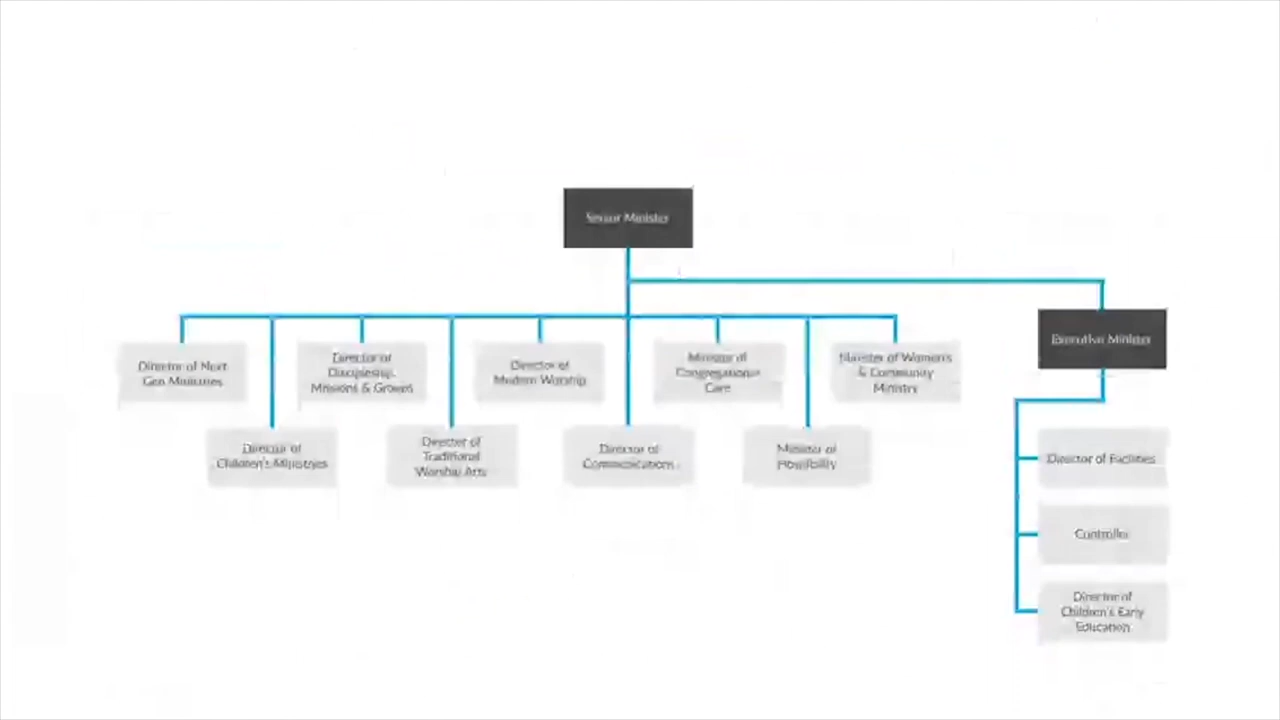 Senior Minister
Executive Minister
Director of Next
Gen Ministries
Director of
Discipleship,
Missions & Groups
Director of
Modern Worship
Minister of
Congregational
Care
Minister of Women's
& Community
Ministry
Director of
Children's Ministries
Director of
Traditional
Worship Arts
Director of
Communications
Minister of
Hospitality
Director of Facilities
Controller
Director of
Children's Early
Education